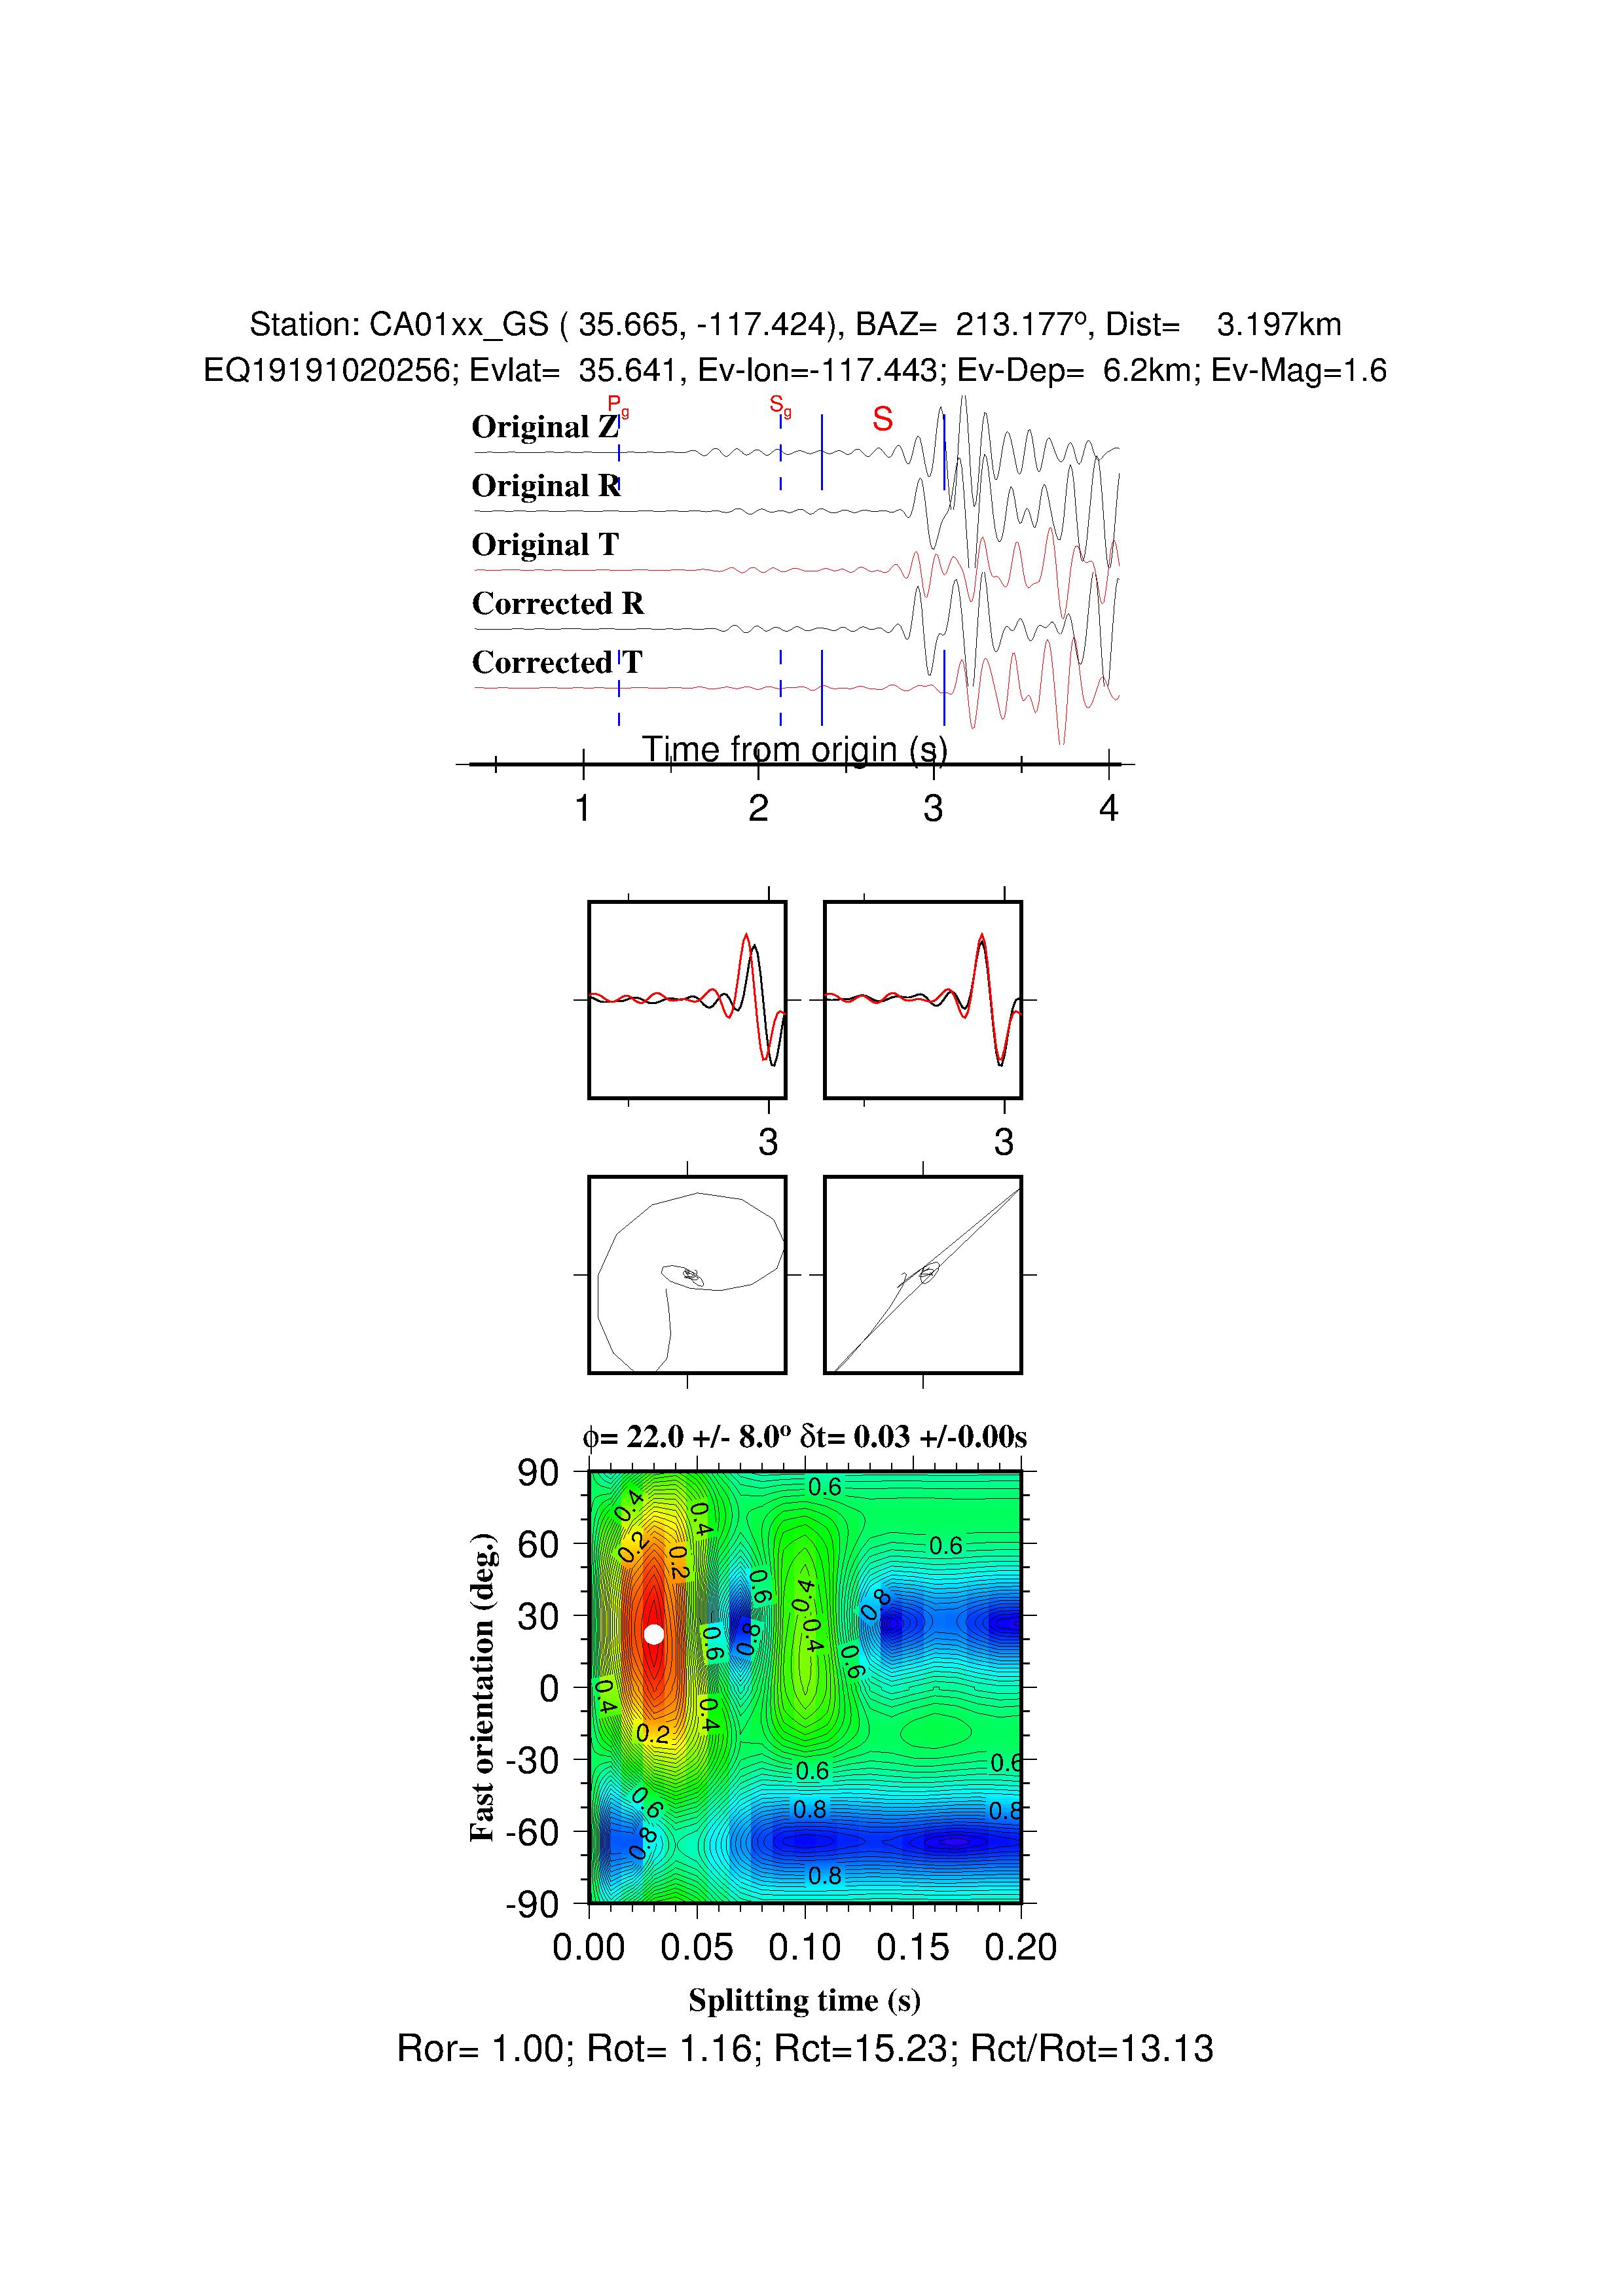 Station: CA01xx_GS ( 35.665, -117.424), BAZ=  213.177º, Dist=    3.197km
EQ19191020256; Evlat=  35.641, Ev-lon=-117.443; Ev-Dep=  6.2km; Ev-Mag=1.6
Pg Sg S
Original Z
Original R
Original T
Corrected R
Corrected T
Time from origin (s)
1 2 3 4
3 3
ϕ= 22.0 +/- 8.0º δt= 0.03 +/-0.00s
Fast orientation (deg.)
90
60
30
0
-30
-60
-90
0.4 0.4 0.6
0.2 0.2 0.6
0.6 0.4 0.8
0.6 0.8 0.4 0.6
0.4 0.4
0.2
0.6 0.6
0.6 0.8 0.8
0.8
0.8
0.00 0.05 0.10 0.15 0.20
Splitting time (s)
Ror= 1.00; Rot= 1.16; Rct=15.23; Rct/Rot=13.13